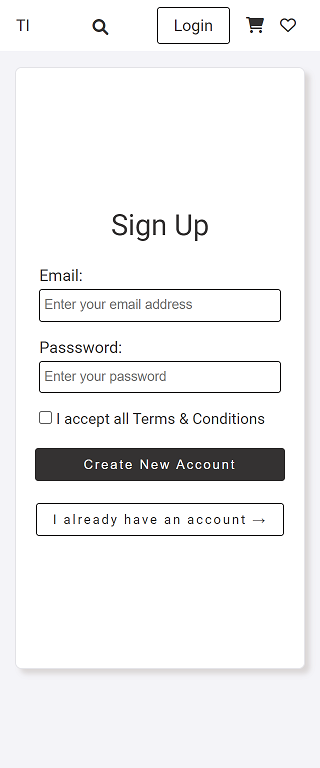 TI Login
Sign Up
Email:
Enter your email address
Passsword:
Enter your password
I accept all Terms & Conditions
Create New Account
I already have an account →